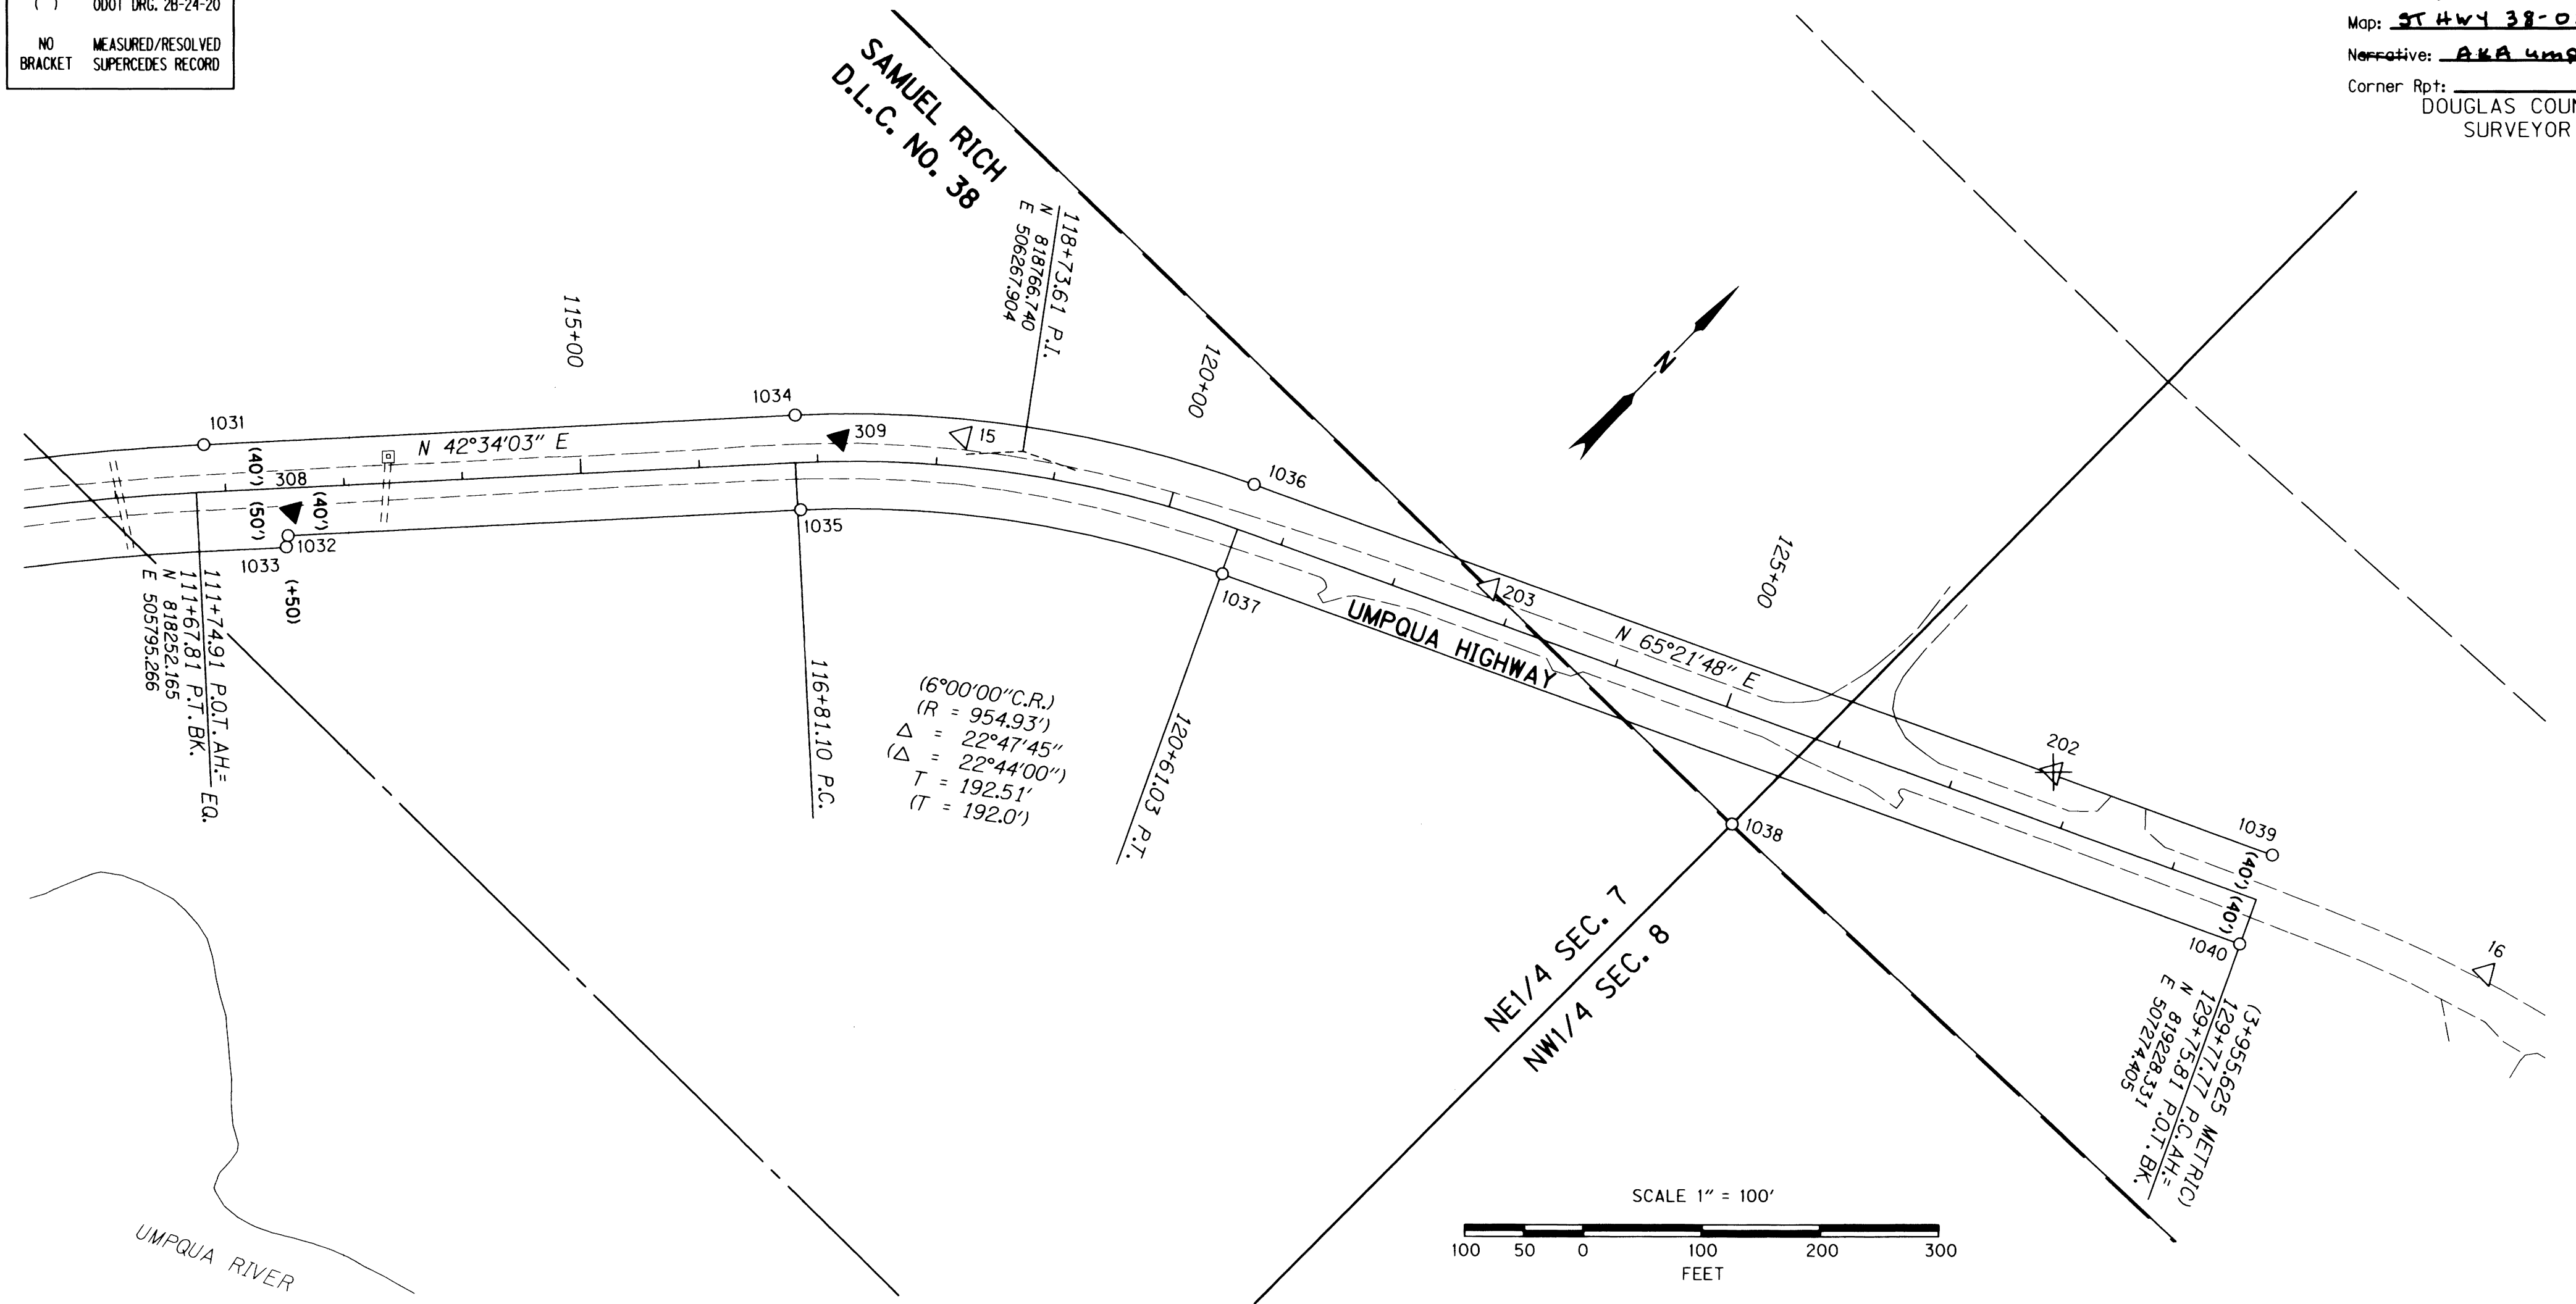 ( ) ODOT DRG. 2B-24-20
NO BRACKET MEASURED/RESOLVED SUPERCEDES RECORD
Map: ST HWY 38-0
Narrative: AKA ump
Corner Rpt:
DOUGLAS COUN
SURVEYOR
SAMUEL RICH
D.L.C. NO. 38
118+73.61 P.I.
N 818766.740
E 506267.904
115+00
120+00
N
1031
1034
N 42°34'03" E
309
15
1036
(40')
308
(50')
(40')
1032
1033
(+50)
1035
1037
203
125+00
UMPQUA HIGHWAY
N 65°21'48" E
111+74.91 P.O.T. AH.=
111+67.81 P.T. BK. EQ.
N 818252.165
E 505795.266
116+81.10 P.C.
(6°00'00"C.R.)
(R = 954.93')
Δ = 22°47'45"
(Δ = 22°44'00")
T = 192.51'
(T = 192.0')
120+61.03 P.T.
202
1038
1039
(40')
(40')
1040
16
NE1/4 SEC. 7
NW1/4 SEC. 8
(3+955.625 METRIC)
129+77.77 P.C. AH.=
129+75.81 P.O.T. BK.
N 819228.331
E 507274.405
SCALE 1" = 100'
100 50 0 100 200 300
FEET
UMPQUA RIVER